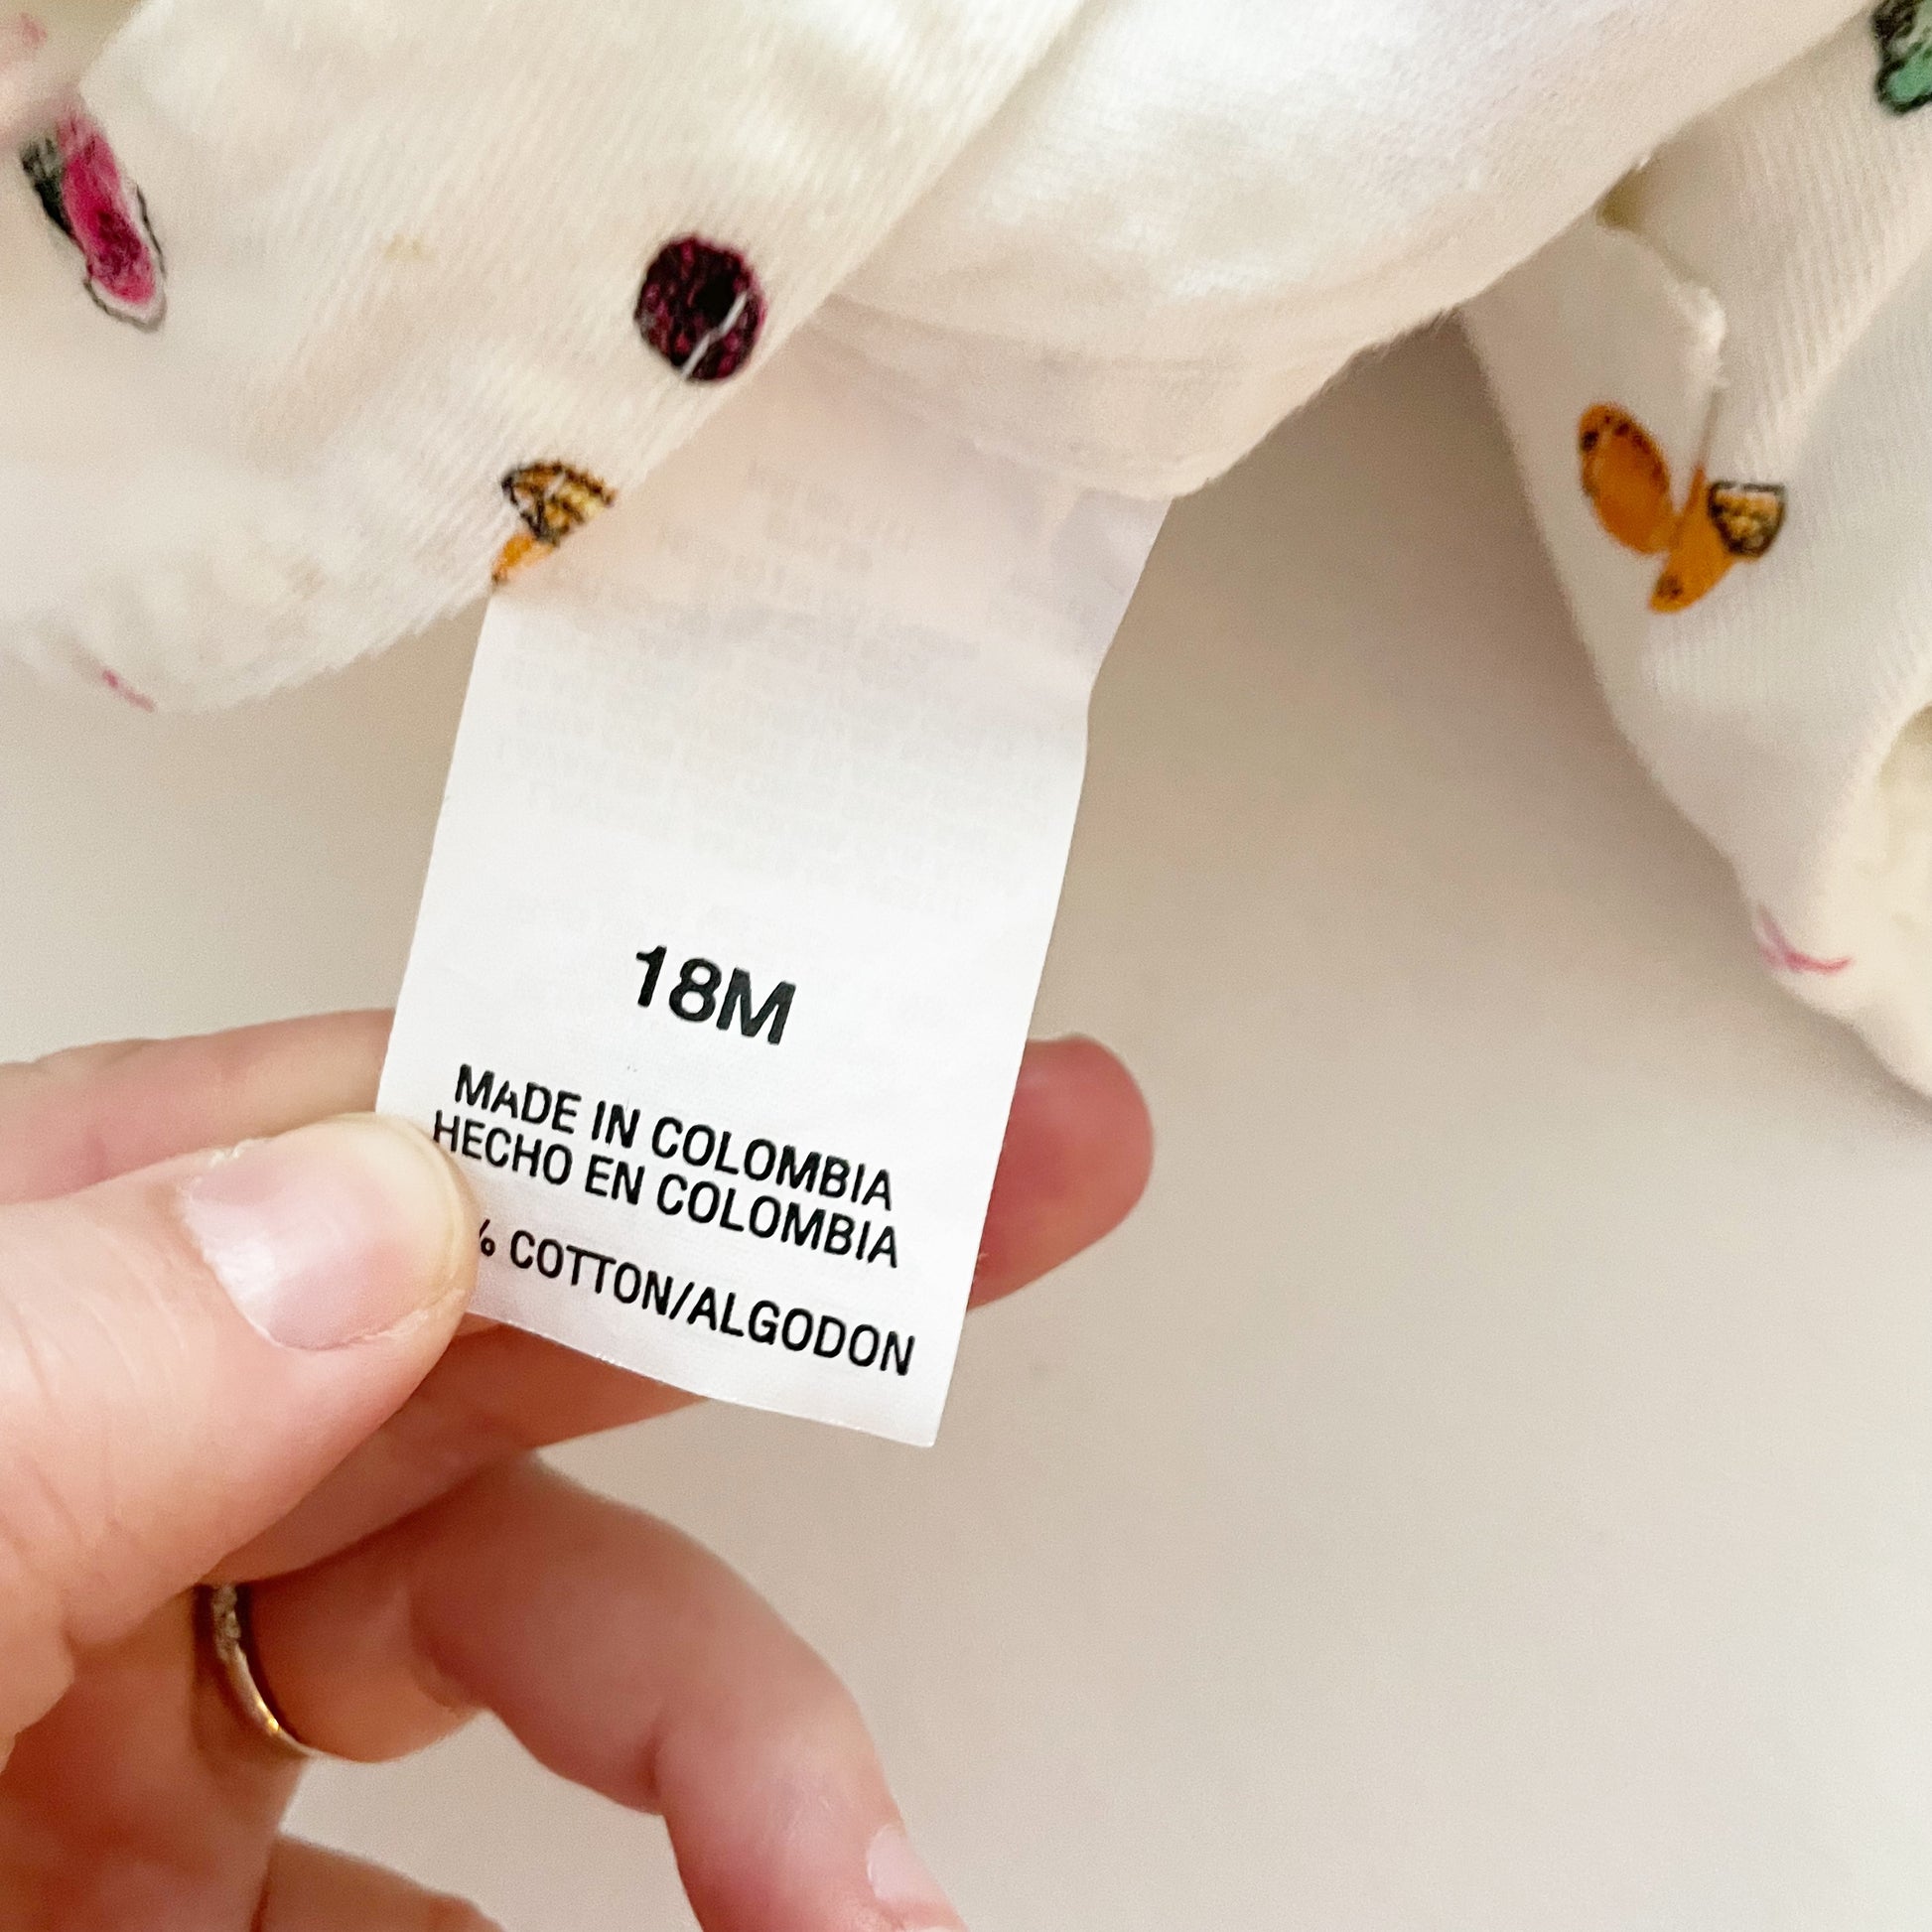 18M
MADE IN COLOMBIA
HECHO EN COLOMBIA
% COTTON/ALGODON